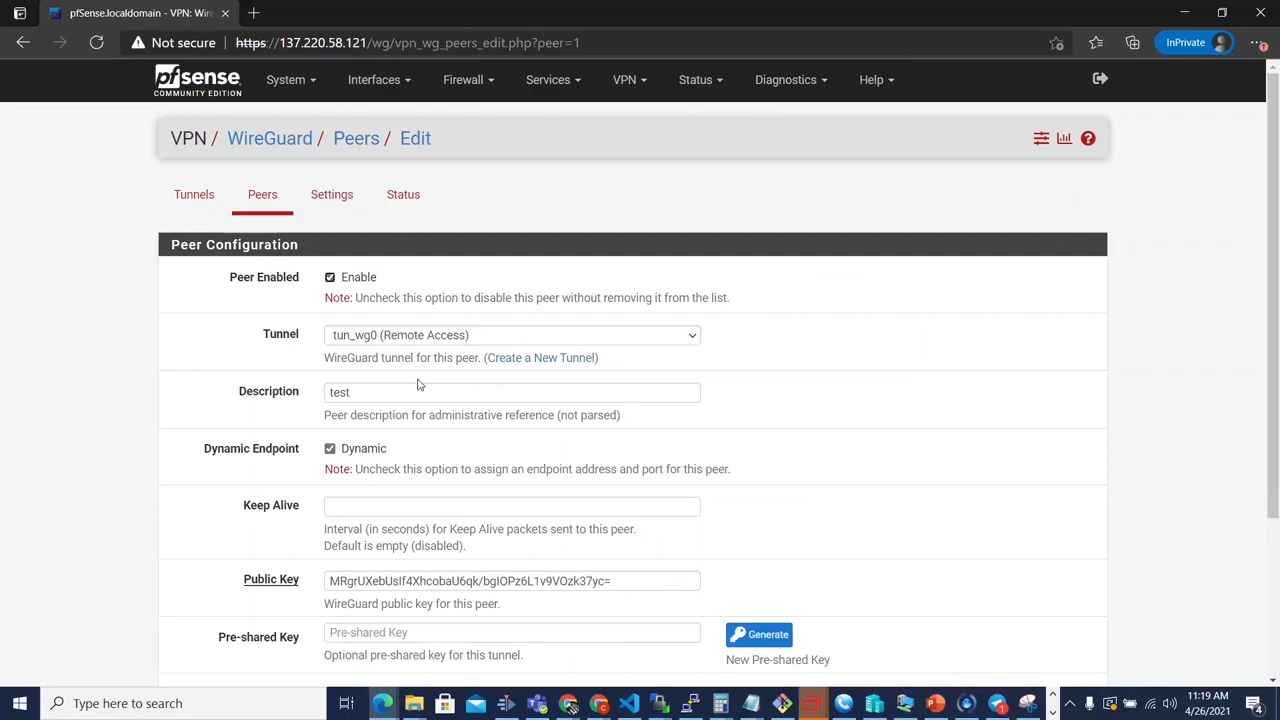 pfSense.localdomain - VPN: Wire
Not secure
https://137.220.58.121/wg/vpn_wg_peers_edit.php?peer=1
InPrivate
pfsense
COMMUNITY EDITION
System
Interfaces
Firewall
Services
VPN
Status
Diagnostics
Help
VPN / WireGuard / Peers / Edit
Tunnels
Peers
Settings
Status
Peer Configuration
Peer Enabled
Enable
Note: Uncheck this option to disable this peer without removing it from the list.
Tunnel
tun_wg0 (Remote Access)
WireGuard tunnel for this peer. (Create a New Tunnel)
Description
test
Peer description for administrative reference (not parsed)
Dynamic Endpoint
Dynamic
Note: Uncheck this option to assign an endpoint address and port for this peer.
Keep Alive
Interval (in seconds) for Keep Alive packets sent to this peer.
Default is empty (disabled).
Public Key
MRgrUXebUsIf4XhcobaU6qk/bgIOPz6L1v9VOzk37yc=
WireGuard public key for this peer.
Pre-shared Key
Pre-shared Key
Generate
Optional pre-shared key for this tunnel.
New Pre-shared Key
Type here to search
11:19 AM
4/26/2021